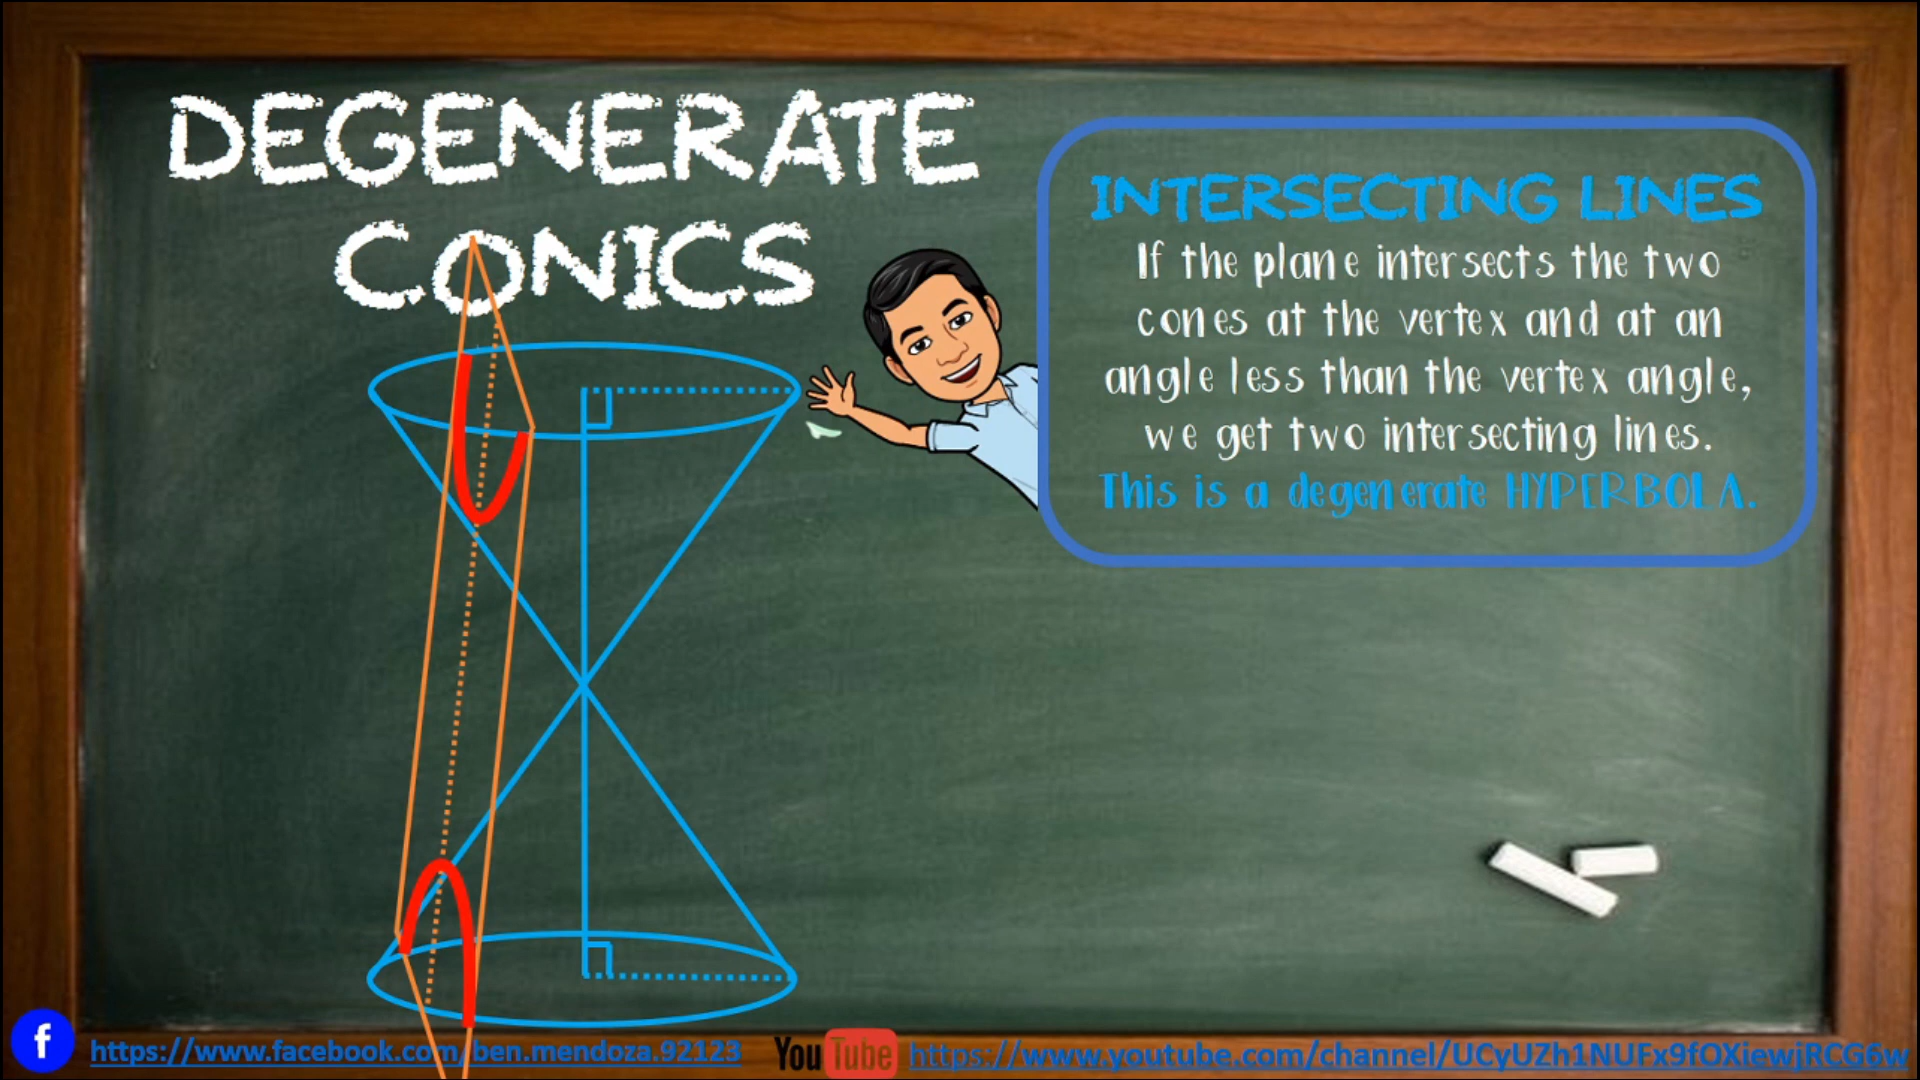 DEGENERATE
CONICS
INTERSECTING LINES
If the plane intersects the two
cones at the vertex and at an
angle less than the vertex angle,
we get two intersecting lines.
This is a degenerate HYPERBOLA.
f
https://www.facebook.com/ben.mendoza.92123
YouTube
https://www.youtube.com/channel/UCyUZh1NUFx9fOXiewjRCG6w